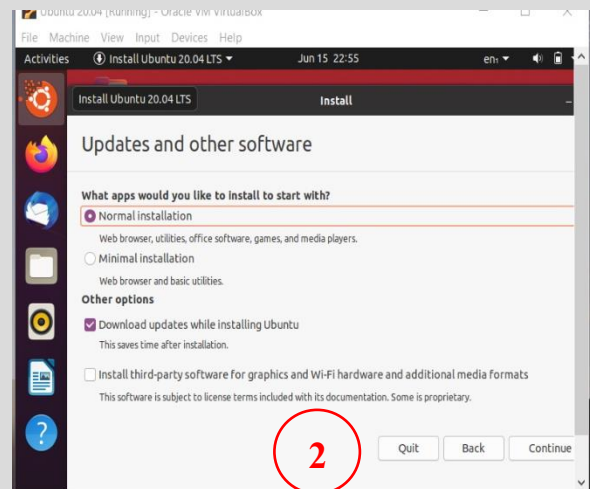 Ubuntu 20.04 [Running] - Oracle VM VirtualBox
File Machine View Input Devices Help
Activities Install Ubuntu 20.04 LTS Jun 15 22:55 en₁
Install Ubuntu 20.04 LTS Install
Updates and other software
What apps would you like to install to start with?
Normal installation
Web browser, utilities, office software, games, and media players.
Minimal installation
Web browser and basic utilities.
Other options
Download updates while installing Ubuntu
This saves time after installation.
Install third-party software for graphics and Wi-Fi hardware and additional media formats
This software is subject to license terms included with its documentation. Some is proprietary.
2 Quit Back Continue